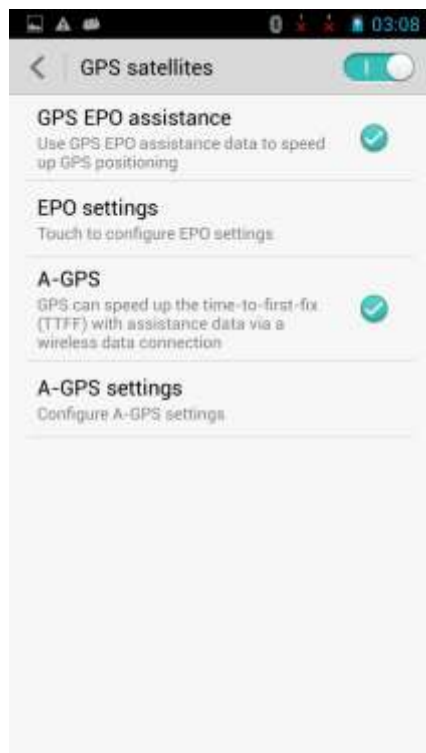 03:08
GPS satellites
GPS EPO assistance
Use GPS EPO assistance data to speed
up GPS positioning
EPO settings
Touch to configure EPO settings
A-GPS
GPS can speed up the time-to-first-fix
(TTFF) with assistance data via a
wireless data connection
A-GPS settings
Configure A-GPS settings